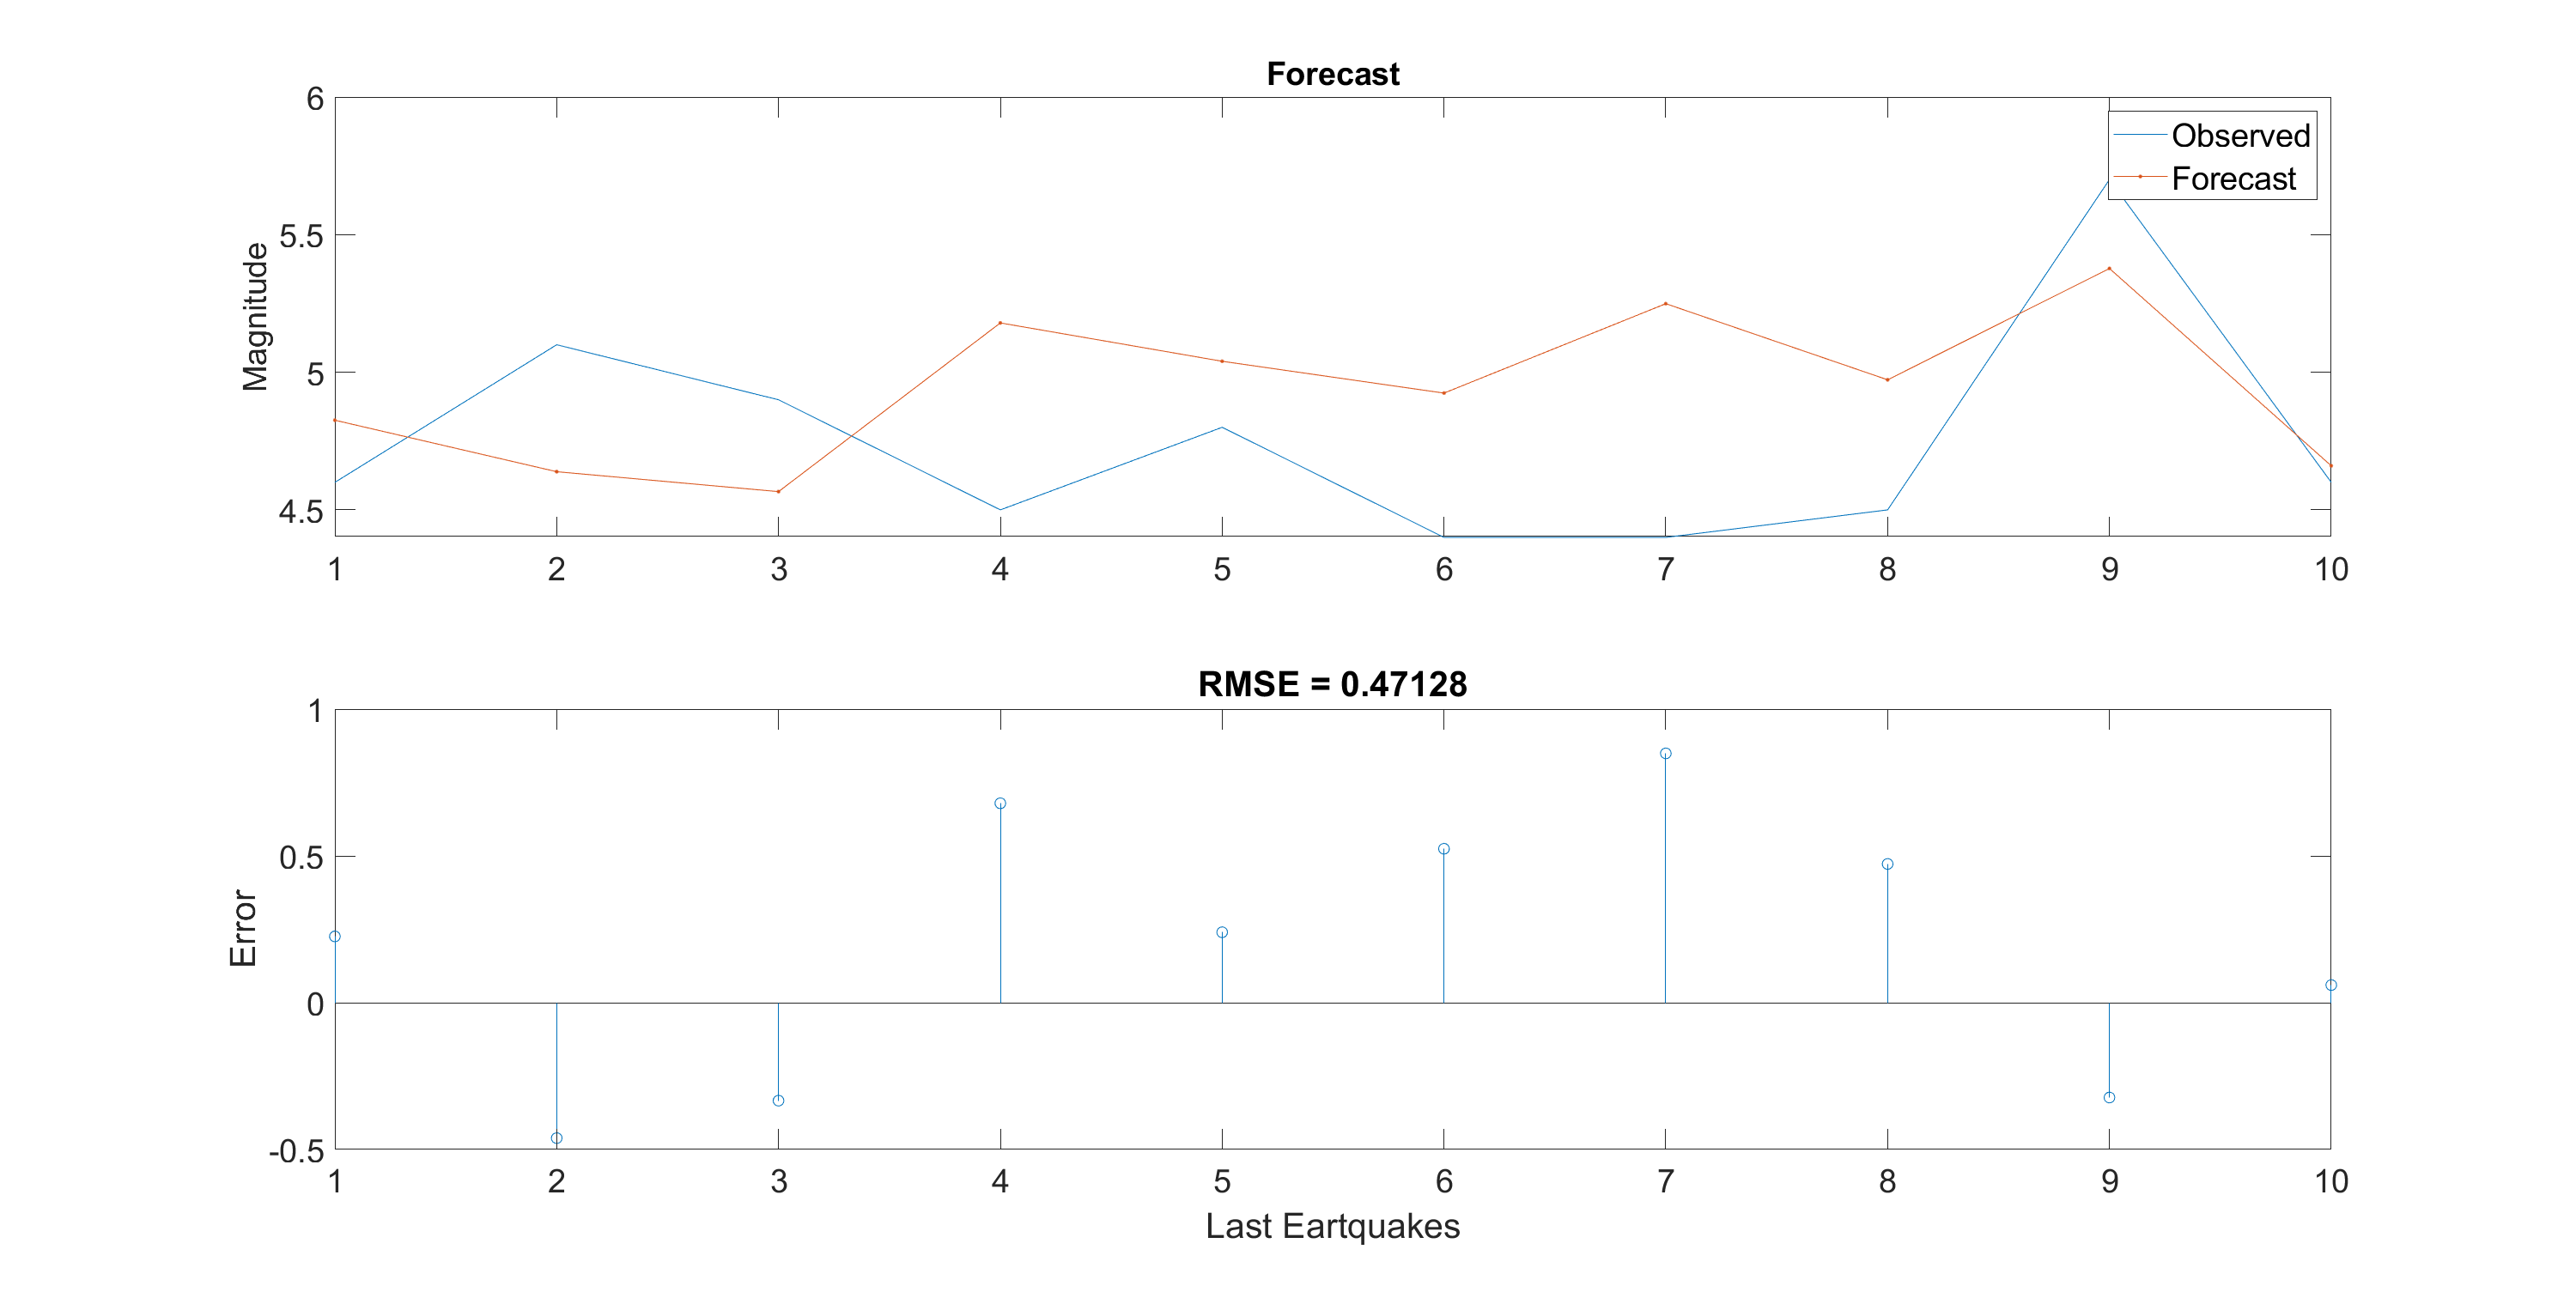 Forecast
6
5.5
5
4.5
Magnitude
Observed
Forecast
1 2 3 4 5 6 7 8 9 10
RMSE = 0.47128
1
0.5
0
-0.5
Error
1 2 3 4 5 6 7 8 9 10
Last Eartquakes